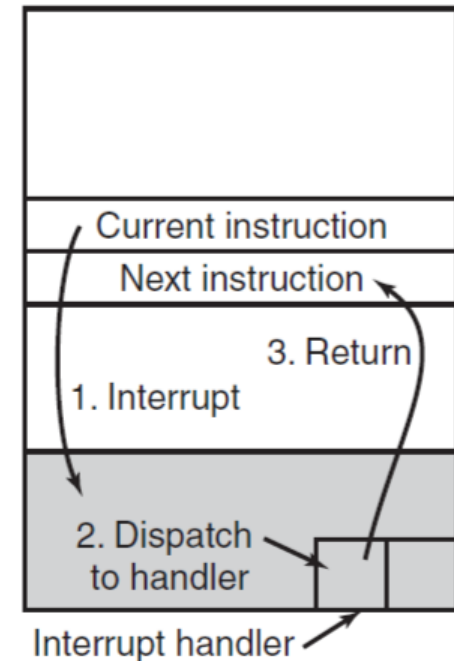 Current instruction
Next instruction
3. Return
1. Interrupt
2. Dispatch
to handler
Interrupt handler